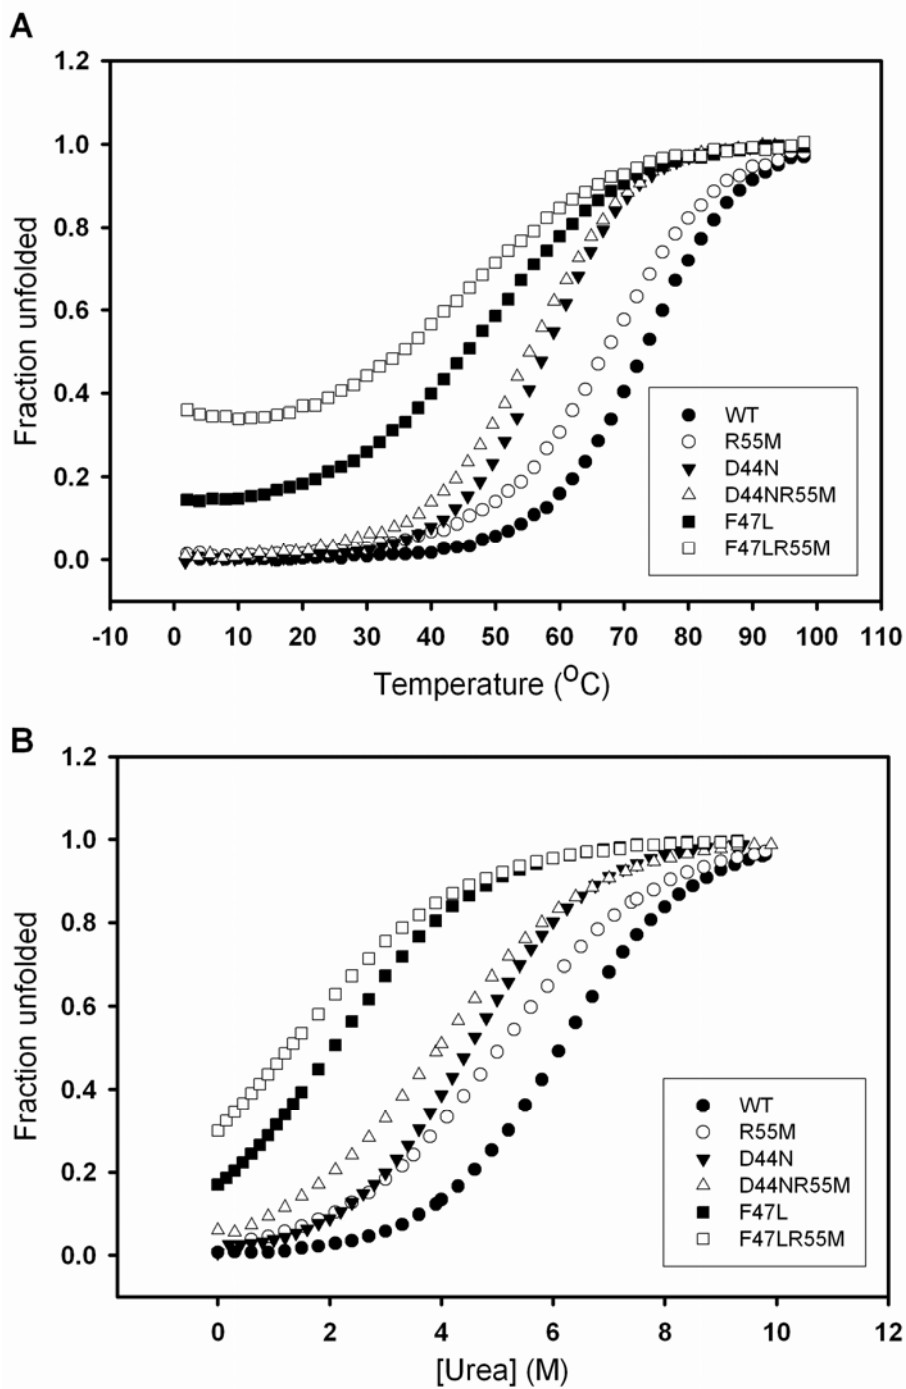 A
1.2
1.0
0.8
0.6
0.4
0.2
0.0
Fraction unfolded
WT
R55M
D44N
D44NR55M
F47L
F47LR55M
-10 0 10 20 30 40 50 60 70 80 90 100 110
Temperature (°C)
B
1.2
1.0
0.8
0.6
0.4
0.2
0.0
Fraction unfolded
WT
R55M
D44N
D44NR55M
F47L
F47LR55M
0 2 4 6 8 10 12
[Urea] (M)